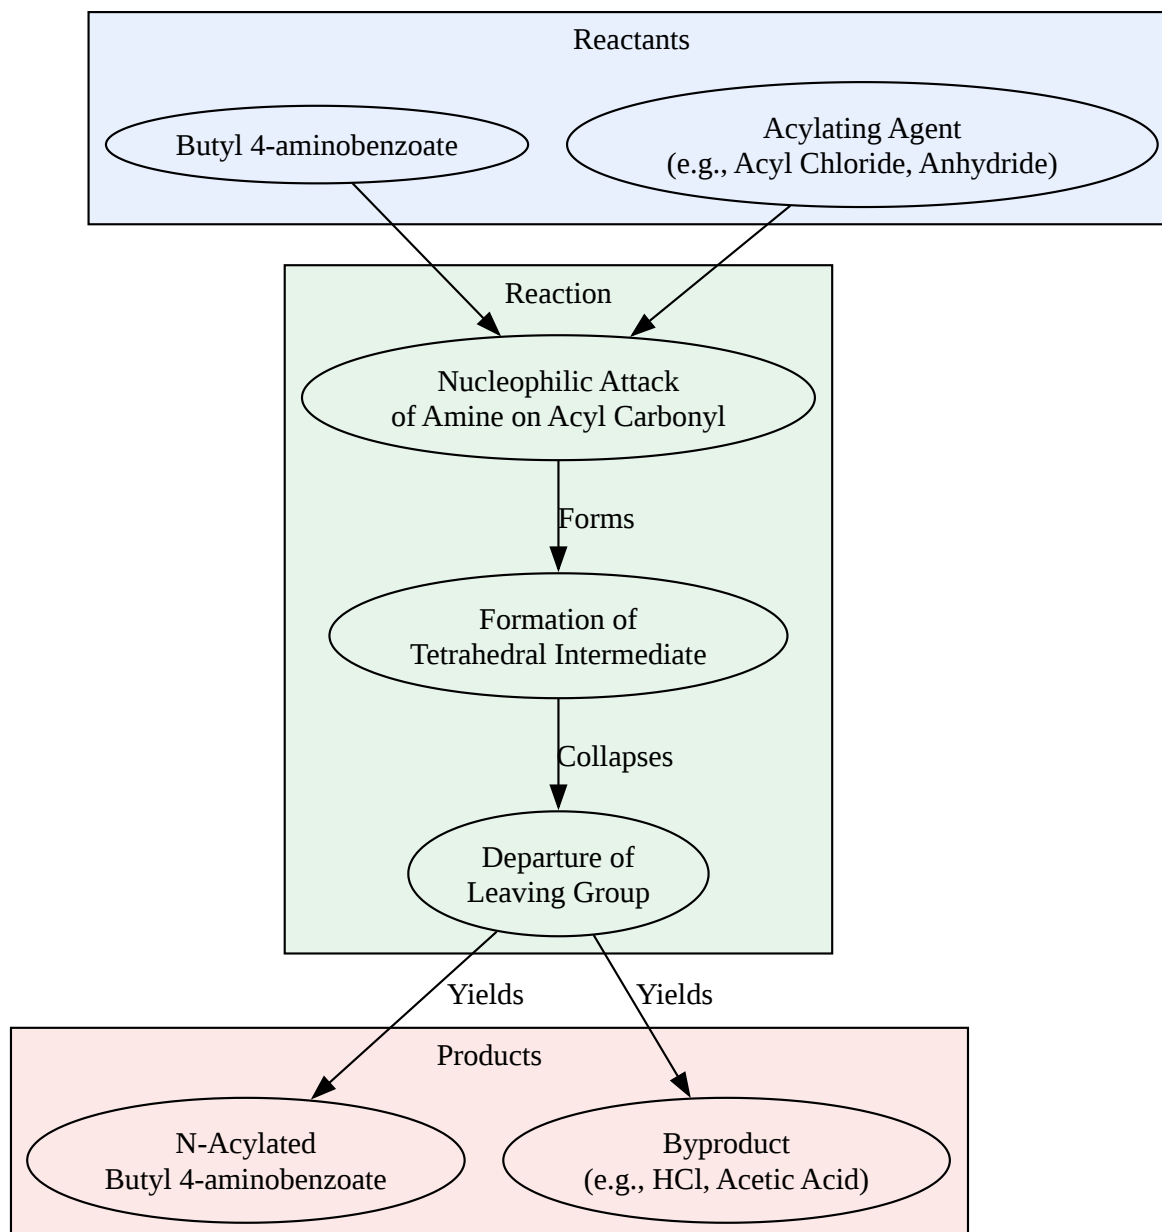 Reactants
Butyl 4-aminobenzoate
Acylating Agent
(e.g., Acyl Chloride, Anhydride)
Reaction
Nucleophilic Attack
of Amine on Acyl Carbonyl
Forms
Formation of
Tetrahedral Intermediate
Collapses
Departure of
Leaving Group
Yields
Yields
Products
N-Acylated
Butyl 4-aminobenzoate
Byproduct
(e.g., HCl, Acetic Acid)